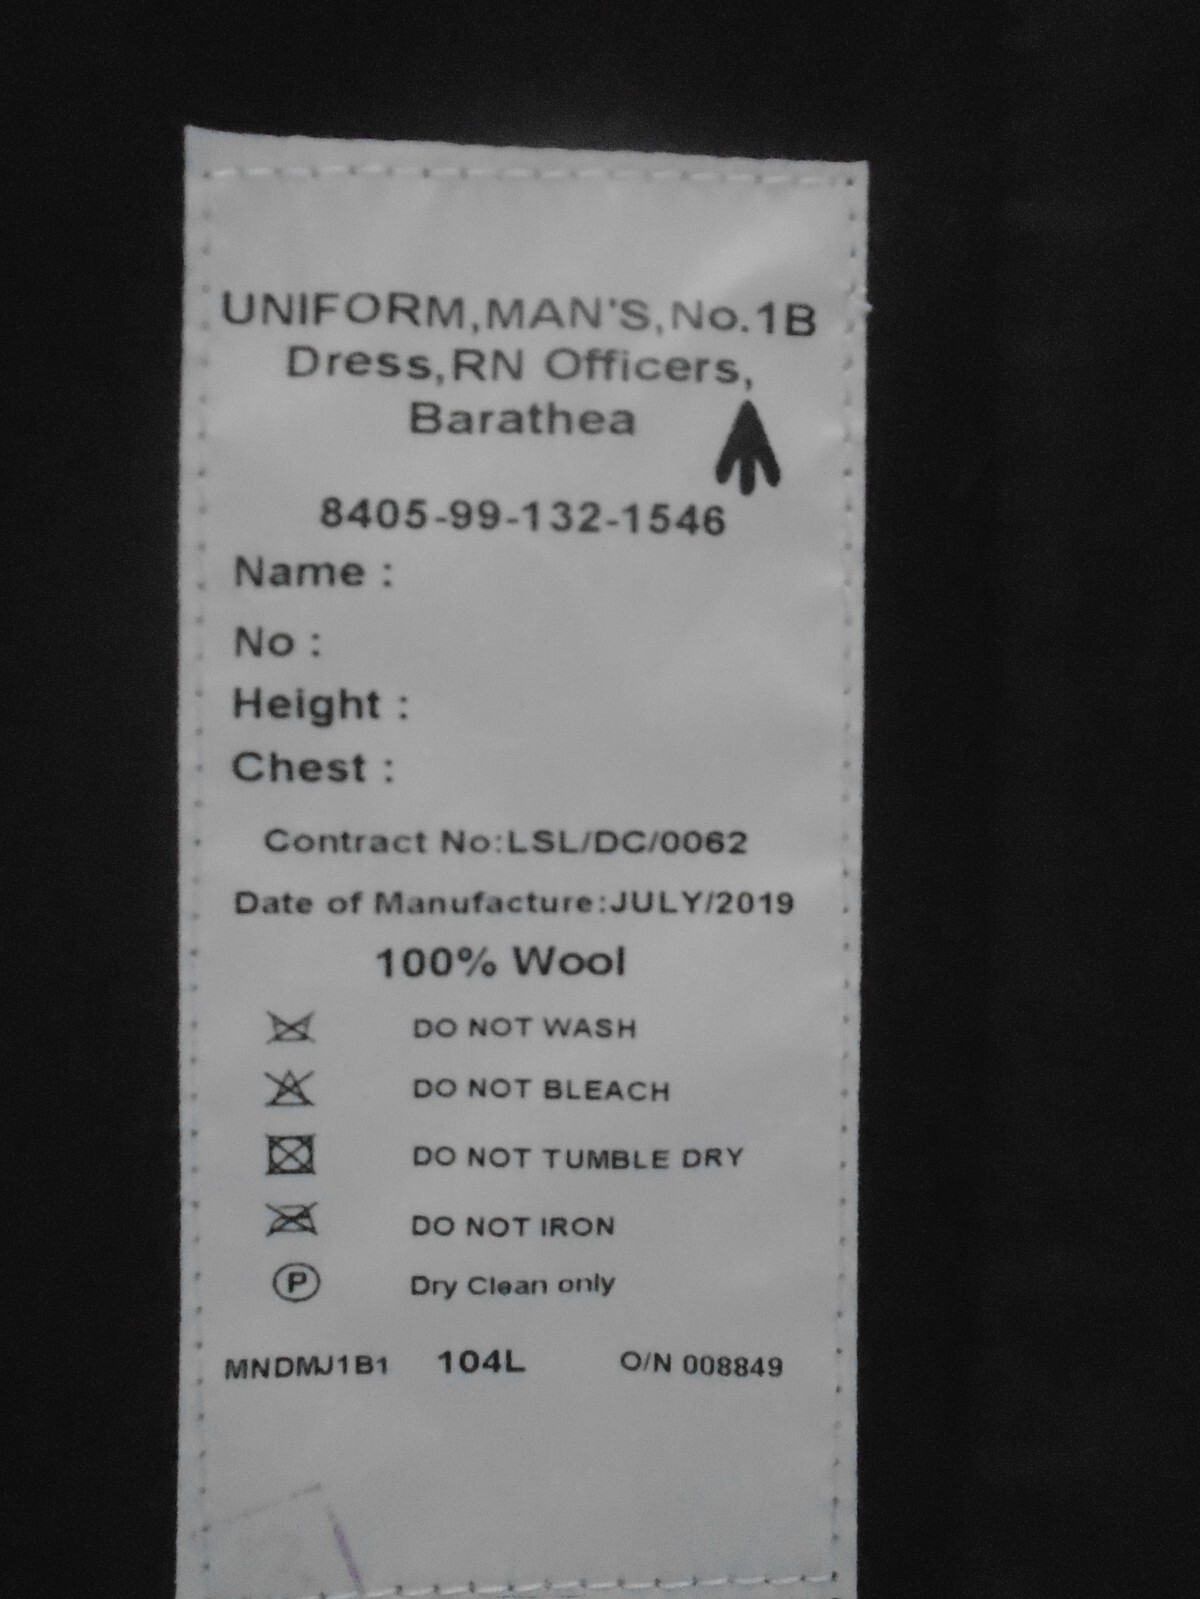 UNIFORM,MAN'S,No.1B
Dress,RN Officers,
Barathea
8405-99-132-1546
Name :
No :
Height :
Chest :
Contract No:LSL/DC/0062
Date of Manufacture:JULY/2019
100% Wool
DO NOT WASH
DO NOT BLEACH
DO NOT TUMBLE DRY
DO NOT IRON
P Dry Clean only
MNDMJ1B1 104L O/N 008849